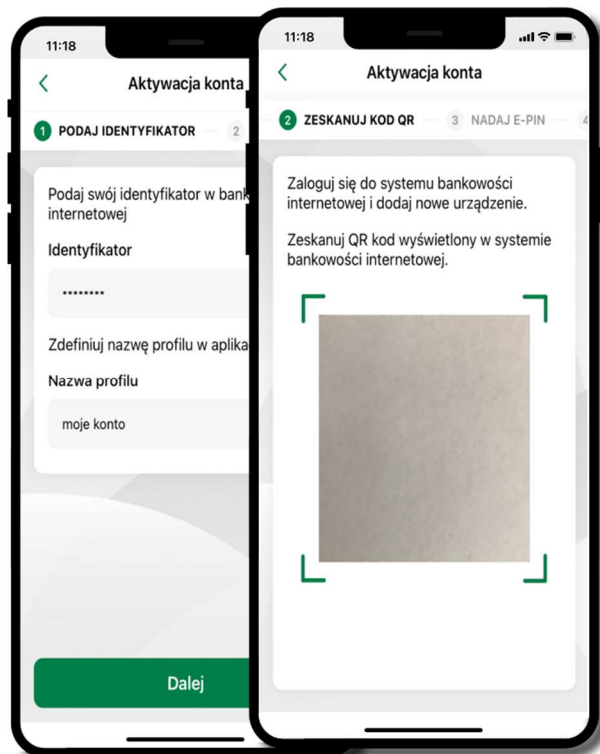 11:18
Aktywacja konta
1 PODAJ IDENTYFIKATOR 2
Podaj swój identyfikator w bank
internetowej
Identyfikator
••••••••
Zdefiniuj nazwę profilu w aplika
Nazwa profilu
moje konto
Dalej
11:18
Aktywacja konta
2 ZESKANUJ KOD QR 3 NADAJ E-PIN 4
Zaloguj się do systemu bankowości
internetowej i dodaj nowe urządzenie.
Zeskanuj QR kod wyświetlony w systemie
bankowości internetowej.